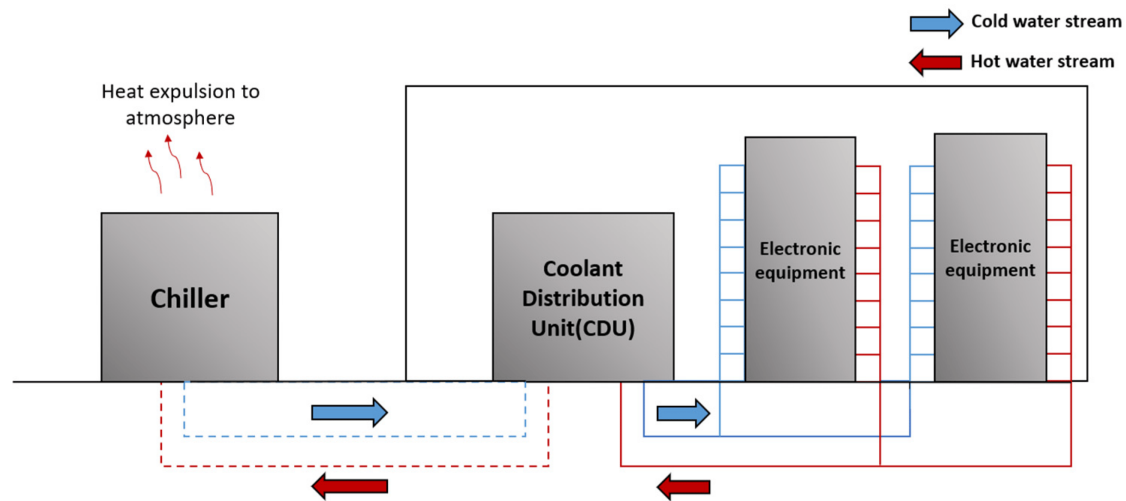 Cold water stream
Hot water stream
Heat expulsion to
atmosphere
Chiller
Coolant
Distribution
Unit(CDU)
Electronic
equipment
Electronic
equipment